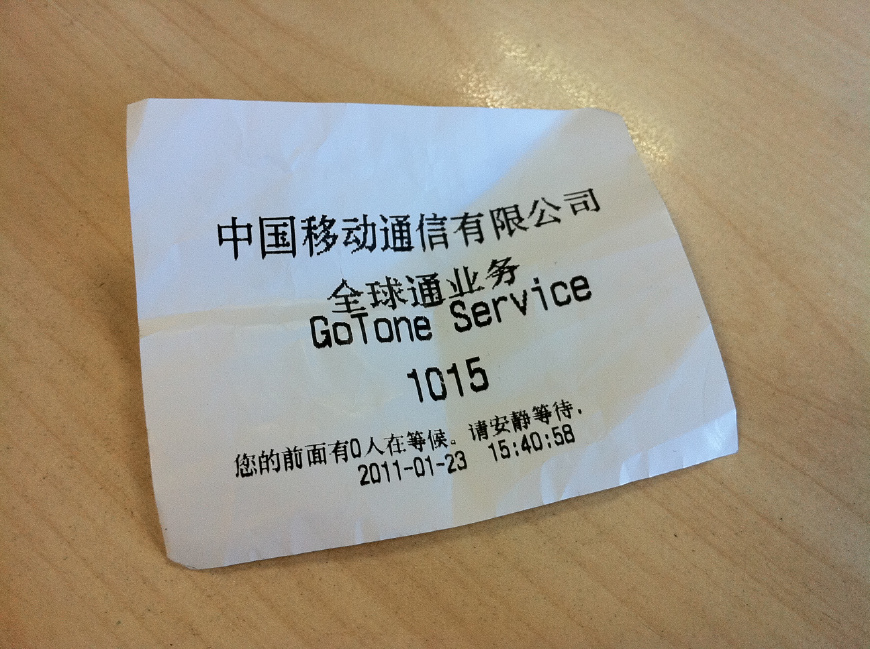 中国移动通信有限公司
全球通业务
GoTone Service
1015
您的前面有0人在等候。请安静等待.
2011-01-23 15:40:58